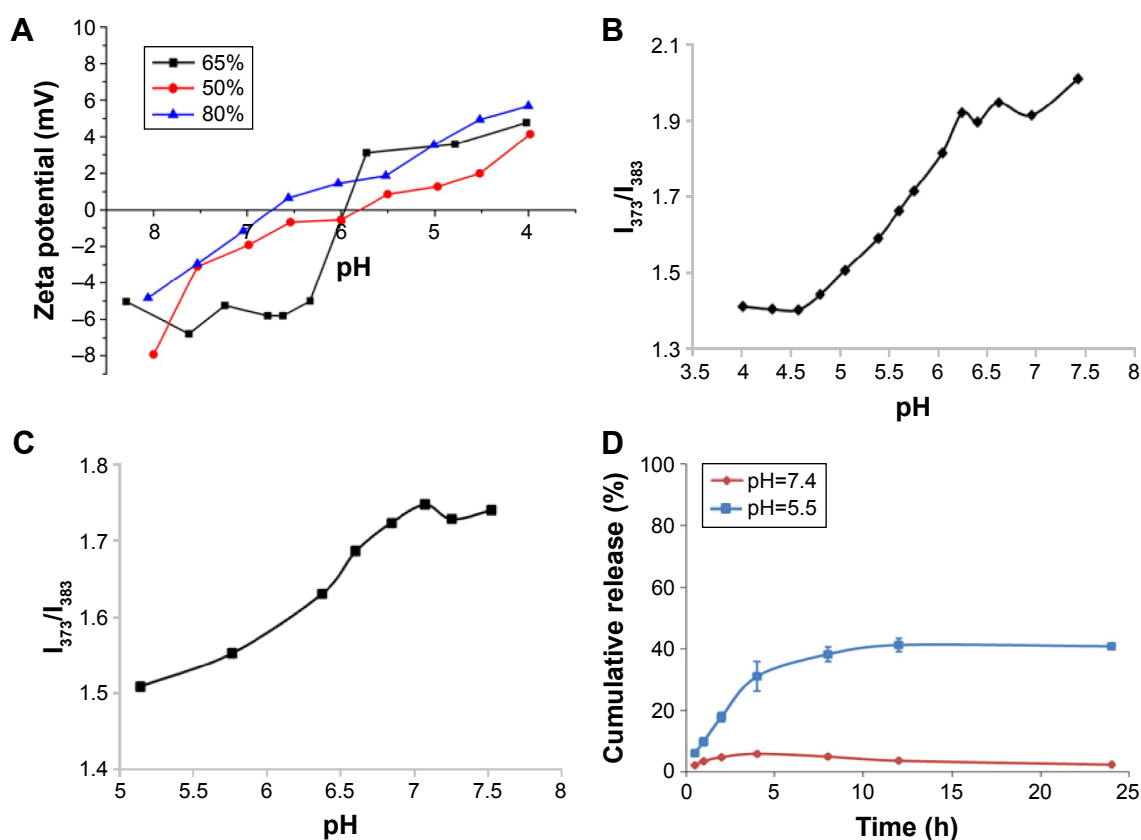 A
Zeta potential (mV)
10
8
6
4
2
0
–2
–4
–6
–8
65%
50%
80%
8 7 6 5 4
pH
B
I373/I383
2.1
1.9
1.7
1.5
1.3
3.5 4 4.5 5 5.5 6 6.5 7 7.5 8
pH
C
I373/I383
1.8
1.7
1.6
1.5
1.4
5 5.5 6 6.5 7 7.5 8
pH
D
Cumulative release (%)
100
80
60
40
20
0
pH=7.4
pH=5.5
0 5 10 15 20 25
Time (h)